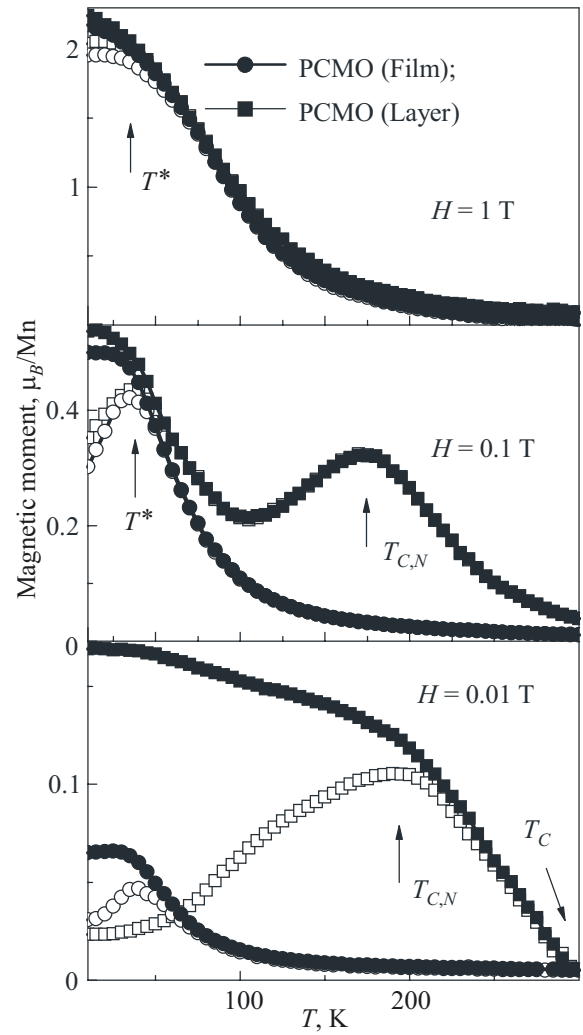 2
PCMO (Film);
PCMO (Layer)
T*
1
H = 1 T
Magnetic moment, μB/Mn
0.4
H = 0.1 T
T*
0.2
TC,N
0
H = 0.01 T
0.1
TC
TC,N
0
100
200
T, K